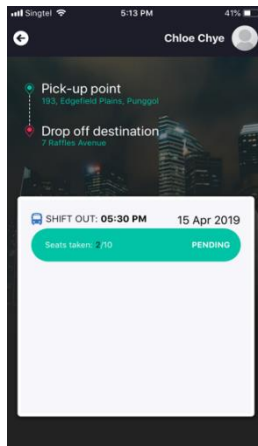 Singtel 5:13 PM 41%
Chloe Chye
Pick-up point
193, Edgefield Plains, Punggol
Drop off destination
7 Raffles Avenue
SHIFT OUT: 05:30 PM 15 Apr 2019
Seats taken: 2/10 PENDING